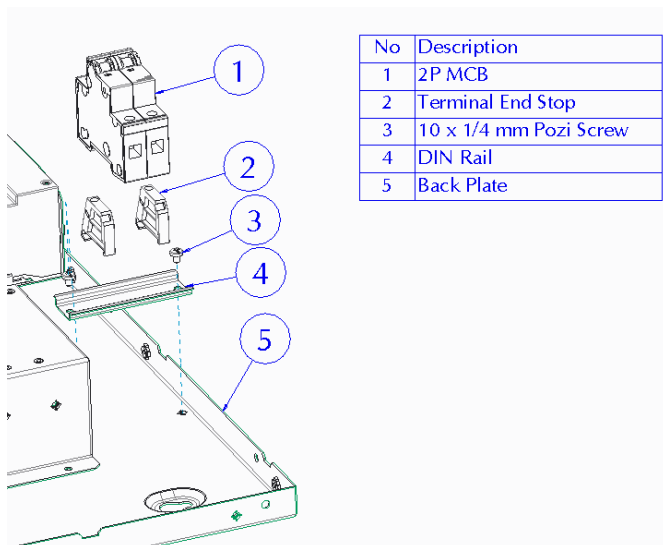 1
2
3
4
5
No Description
1 2P MCB
2 Terminal End Stop
3 10 x 1/4 mm Pozi Screw
4 DIN Rail
5 Back Plate